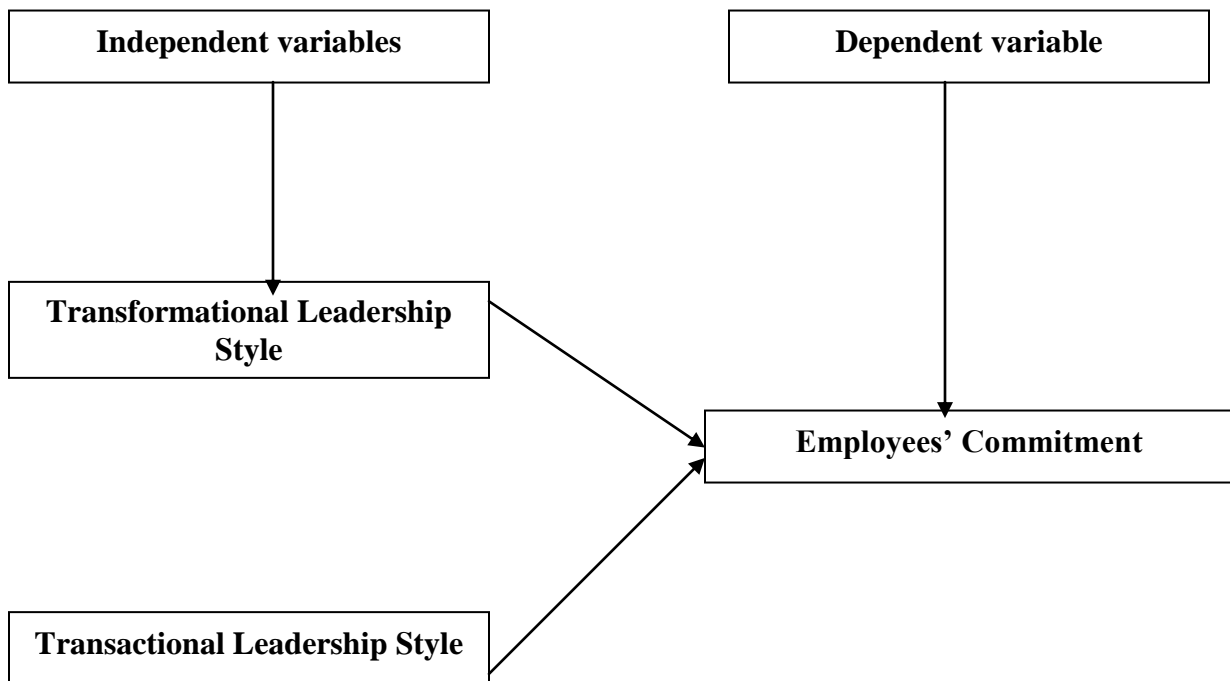 Independent variables
Dependent variable
Transformational Leadership
Style
Employees’ Commitment
Transactional Leadership Style